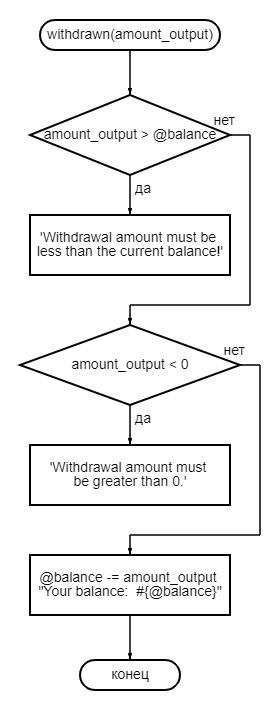 withdrawn(amount_output)
нет
amount_output > @balance
да
'Withdrawal amount must be
less than the current balance!'
нет
amount_output < 0
да
'Withdrawal amount must
be greater than 0.'
@balance -= amount_output
"Your balance: #{@balance}"
конец